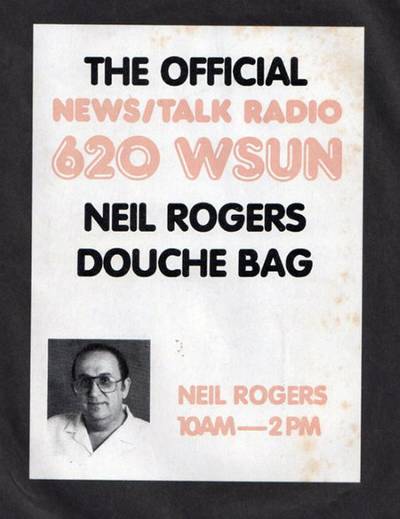 THE OFFICIAL
NEWS/TALK RADIO
620 WSUN
NEIL ROGERS
DOUCHE BAG
NEIL ROGERS
10AM—2PM